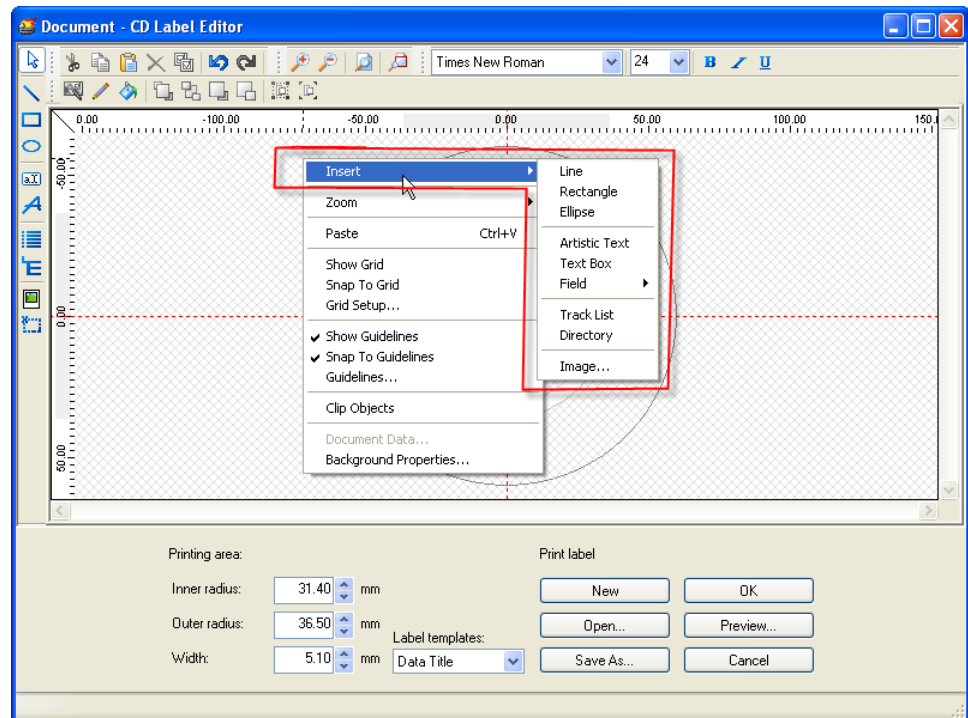 Document - CD Label Editor
Times New Roman 24 B I U
0.00 -100.00 -50.00 0.00 50.00 100.00 150.
-50.00
0.00
50.00
Insert
Zoom
Paste Ctrl+V
Show Grid
Snap To Grid
Grid Setup...
Show Guidelines
Snap To Guidelines
Guidelines...
Clip Objects
Document Data...
Background Properties...
Line
Rectangle
Ellipse
Artistic Text
Text Box
Field
Track List
Directory
Image...
Printing area:
Inner radius: 31.40 mm
Outer radius: 36.50 mm
Width: 5.10 mm
Label templates:
Data Title
Print label
New OK
Open... Preview...
Save As... Cancel